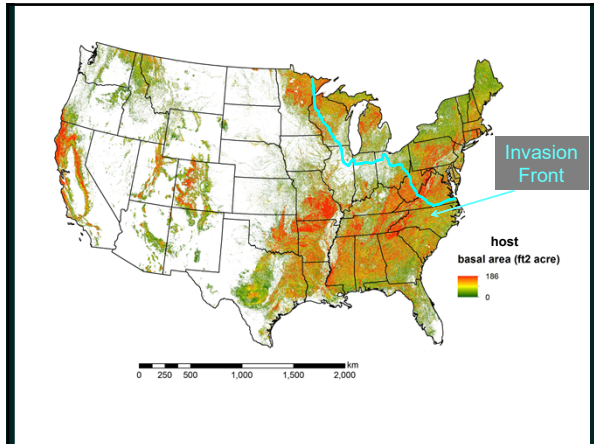 Invasion
Front
host
basal area (ft2 acre)
186
0
km
0 250 500 1,000 1,500 2,000